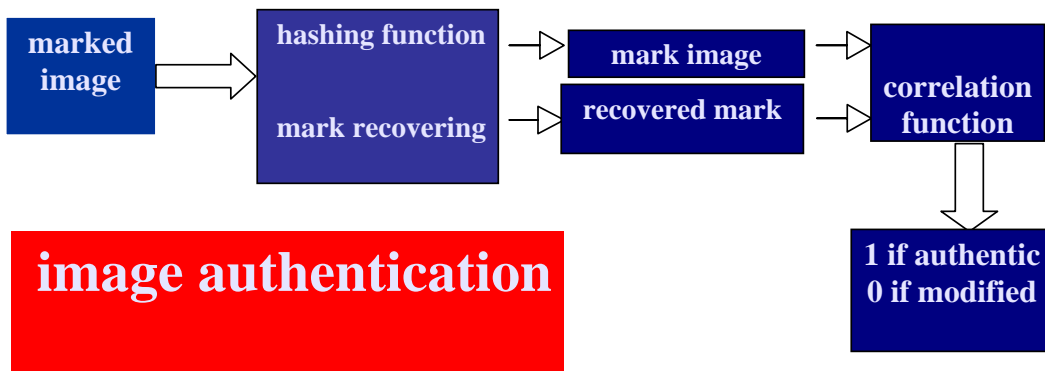 marked
image
hashing function
mark recovering
mark image
recovered mark
correlation
function
1 if authentic
0 if modified
image authentication